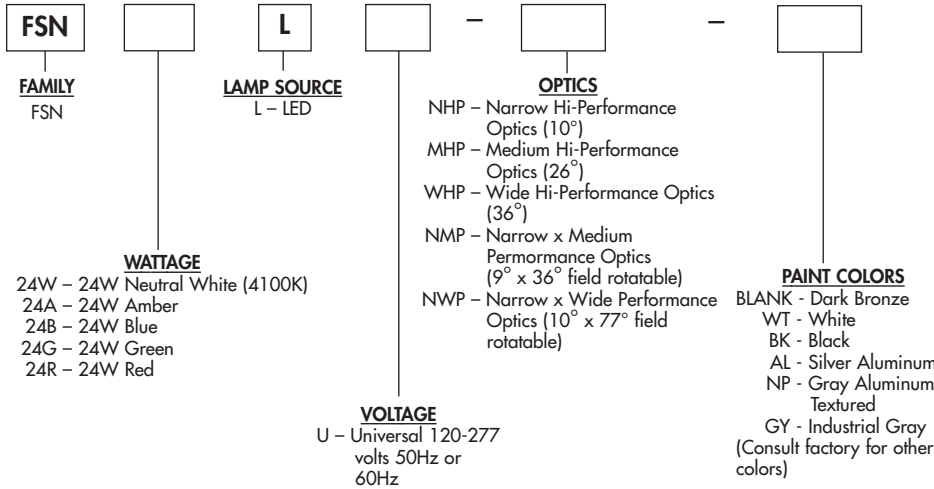 FSN
L
–
–
FAMILY
FSN
LAMP SOURCE
L – LED
OPTICS
NHP – Narrow Hi-Performance
Optics (10°)
MHP – Medium Hi-Performance
Optics (26°)
WHP – Wide Hi-Performance Optics
(36°)
NMP – Narrow x Medium
Permormance Optics
(9° x 36° field rotatable)
NWP – Narrow x Wide Performance
Optics (10° x 77° field
rotatable)
WATTAGE
24W – 24W Neutral White (4100K)
24A – 24W Amber
24B – 24W Blue
24G – 24W Green
24R – 24W Red
PAINT COLORS
BLANK - Dark Bronze
WT - White
BK - Black
AL - Silver Aluminum
NP - Gray Aluminum
Textured
GY - Industrial Gray
(Consult factory for other
colors)
VOLTAGE
U – Universal 120-277
volts 50Hz or
60Hz